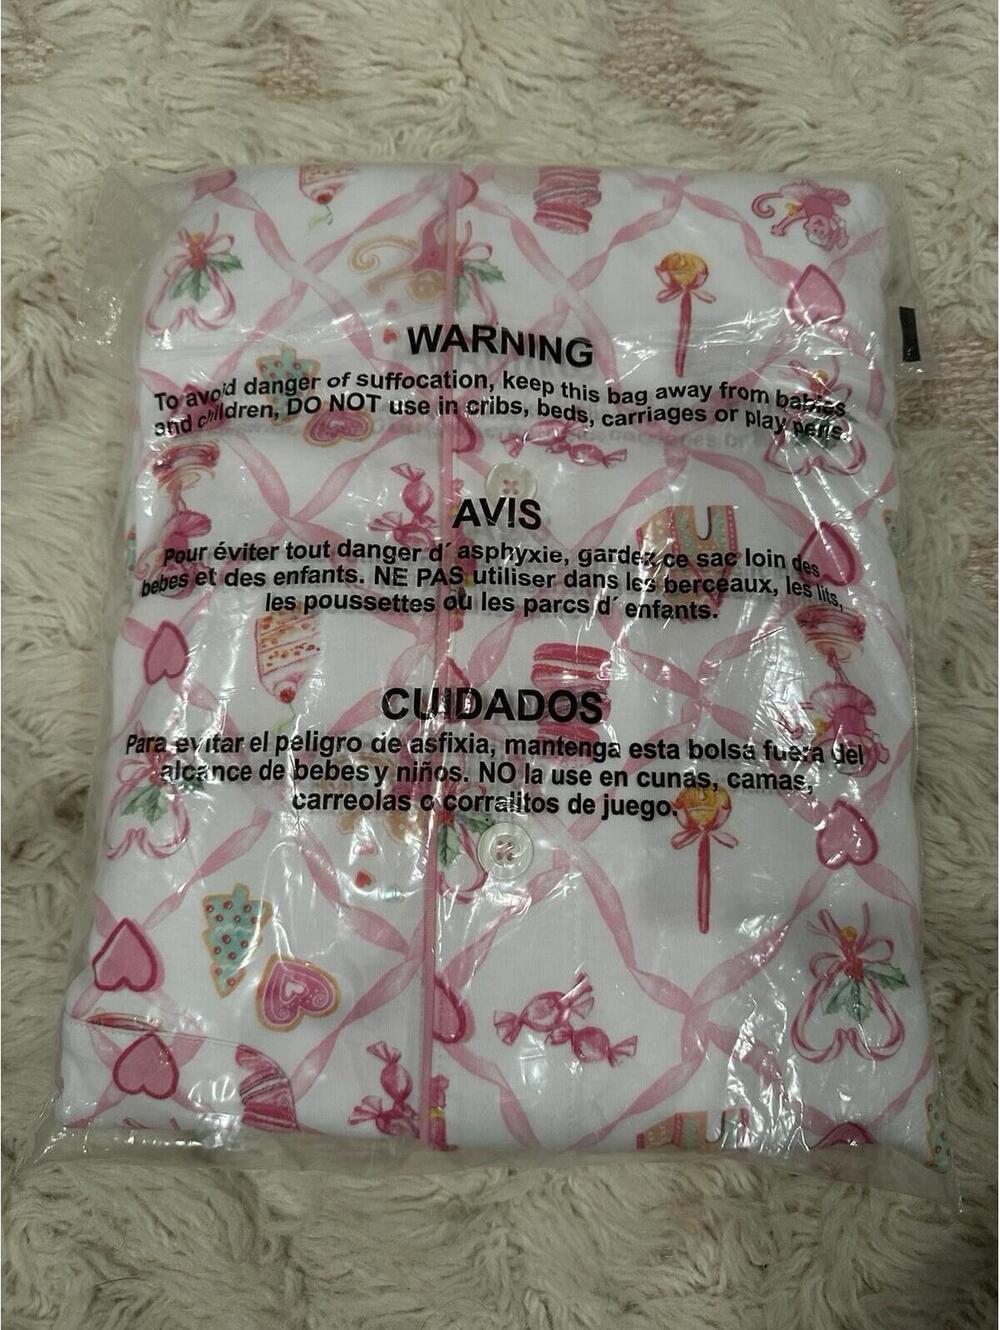 WARNING
To avoid danger of suffocation, keep this bag away from babies
and children, DO NOT use in cribs, beds, carriages or play pens.
AVIS
Pour éviter tout danger d´ asphyxie, gardez ce sac loin des
bebes et des enfants. NE PAS utiliser dans les berceaux, les lits,
les poussettes ou les parcs d´ enfants.
CUIDADOS
Para evitar el peligro de asfixia, mantenga esta bolsa fuera del
alcance de bebes y niños. NO la use en cunas, camas,
carreolas o corralitos de juego.